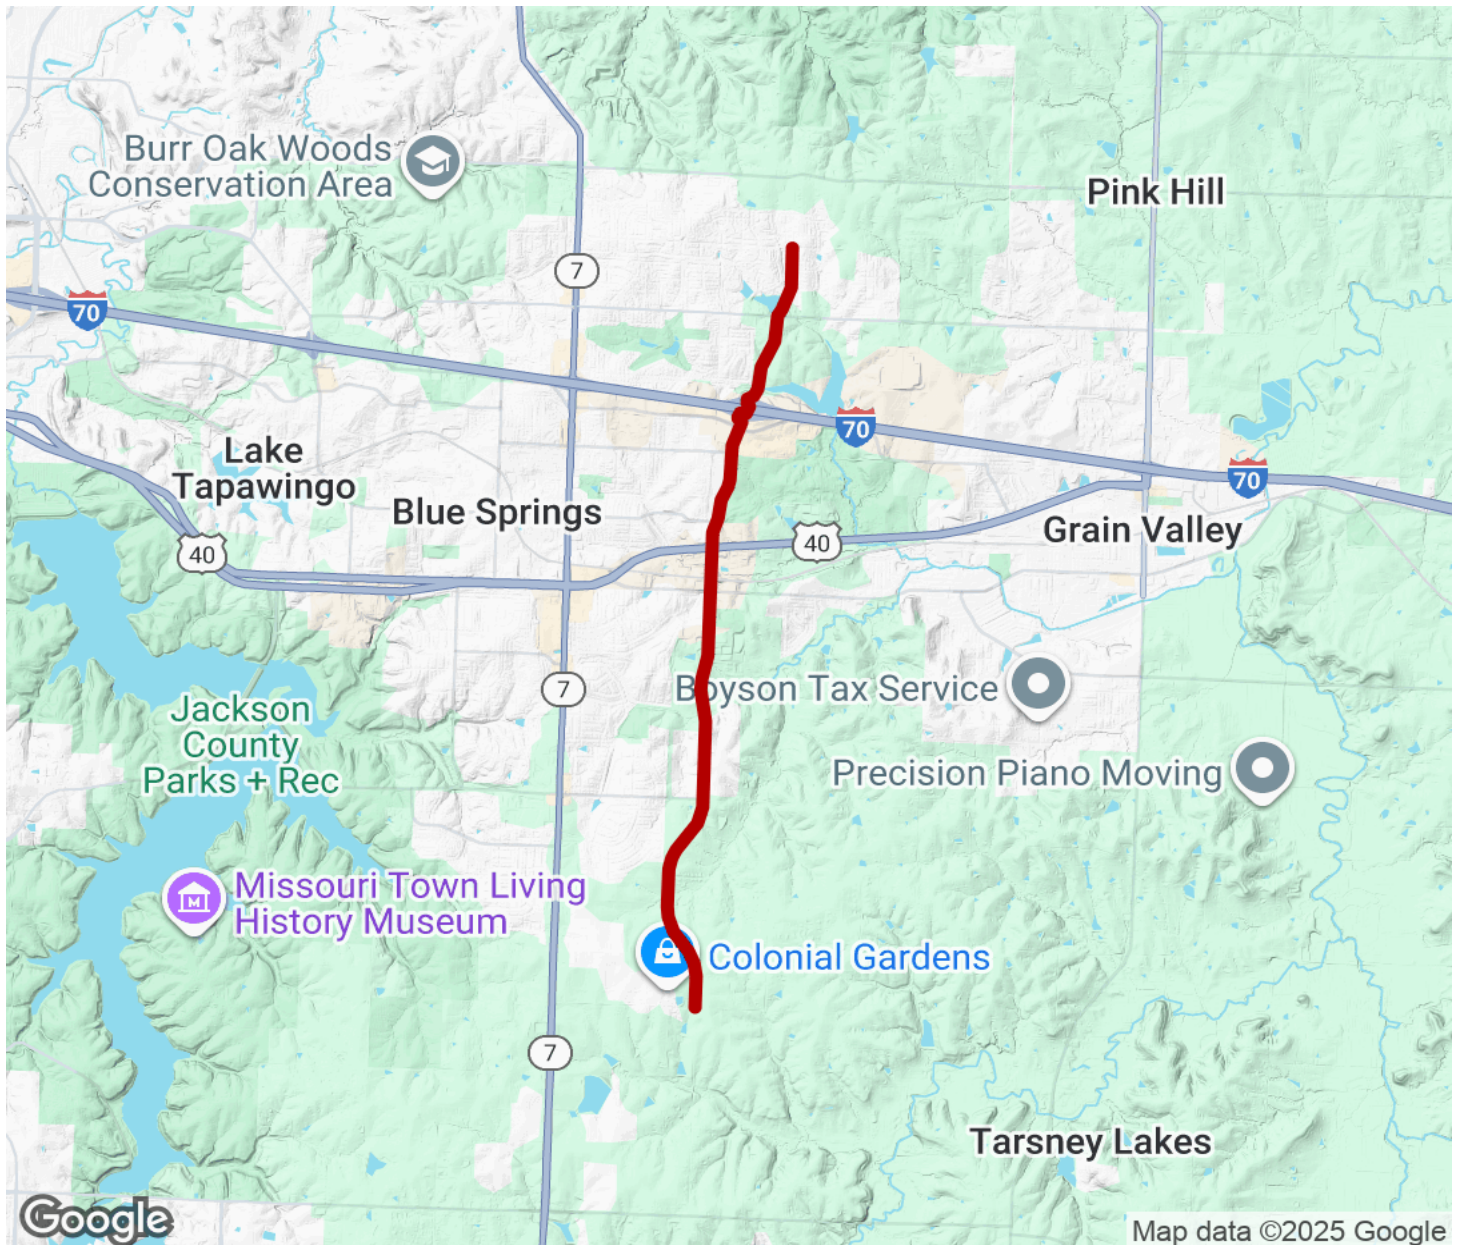 Burr Oak Woods
Conservation Area
Pink Hill
7
70
70
Lake
Tapawingo
Blue Springs
70
40
40
Grain Valley
7
Boyson Tax Service
Jackson
County
Parks + Rec
Precision Piano Moving
M
Missouri Town Living
History Museum
Colonial Gardens
7
Tarsney Lakes
Google
Map data ©2025 Google